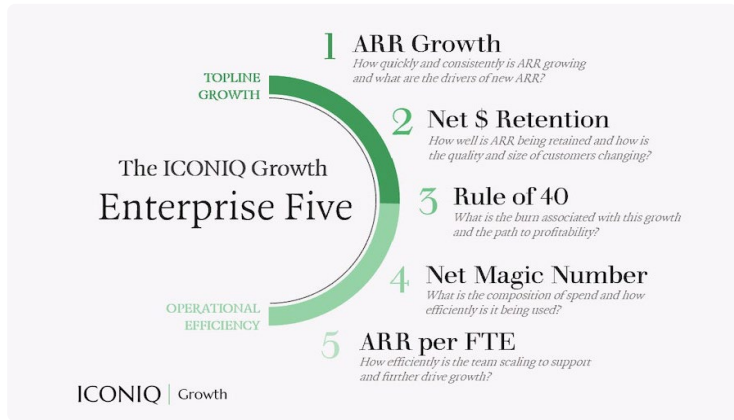 1 ARR Growth
How quickly and consistently is ARR growing
and what are the drivers of new ARR?
TOPLINE
GROWTH
2 Net $ Retention
How well is ARR being retained and how is
the quality and size of customers changing?
The ICONIQ Growth
Enterprise Five
3 Rule of 40
What is the burn associated with this growth
and the path to profitability?
4 Net Magic Number
What is the composition of spend and how
efficiently is it being used?
OPERATIONAL
EFFICIENCY
5 ARR per FTE
How efficiently is the team scaling to support
and further drive growth?
ICONIQ | Growth